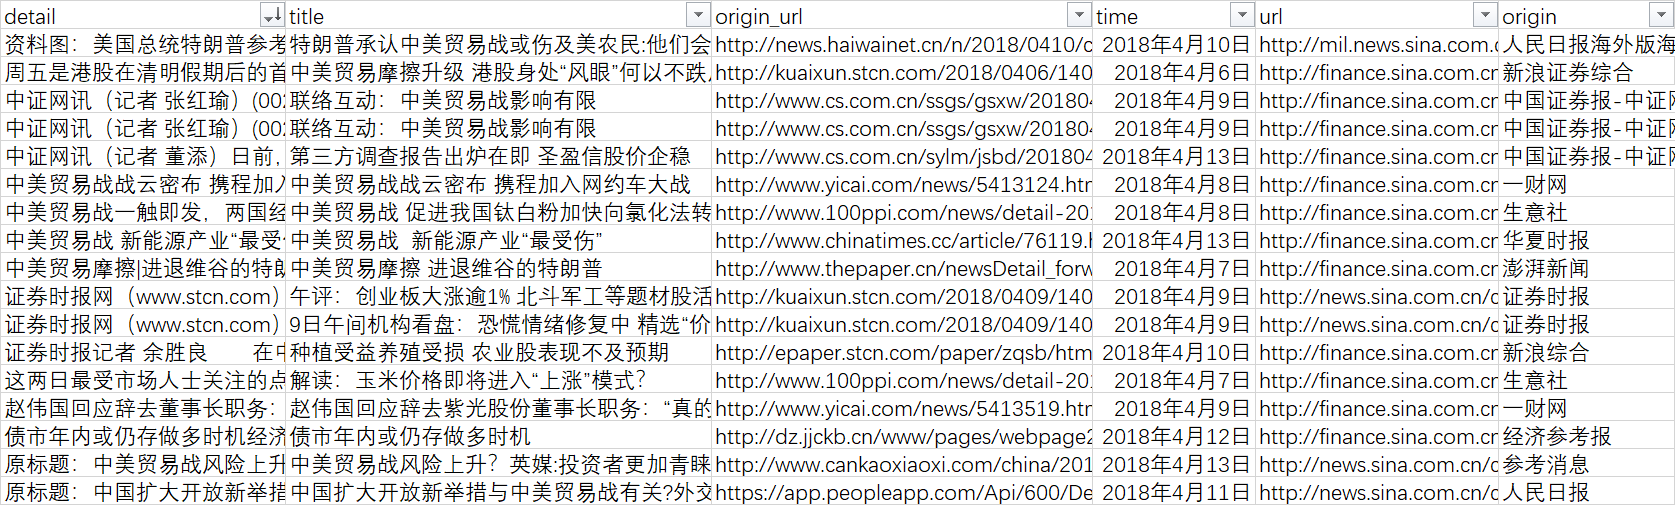 detail title origin_url time url origin
资料图：美国总统特朗普参考 特朗普承认中美贸易战或伤及美农民:他们会 http://news.haiwainet.cn/n/2018/0410/c 2018年4月10日 http://mil.news.sina.com.c 人民日报海外版海
周五是港股在清明假期后的首 中美贸易摩擦升级 港股身处“风眼”何以不跌 http://kuaixun.stcn.com/2018/0406/140 2018年4月6日 http://finance.sina.com.cn 新浪证券综合
中证网讯（记者 张红瑜）(002 联络互动：中美贸易战影响有限 http://www.cs.com.cn/ssgs/gsxw/201804 2018年4月9日 http://finance.sina.com.cn 中国证券报-中证网
中证网讯（记者 张红瑜）(002 联络互动：中美贸易战影响有限 http://www.cs.com.cn/ssgs/gsxw/201804 2018年4月9日 http://finance.sina.com.cn 中国证券报-中证网
中证网讯（记者 董添）日前， 第三方调查报告出炉在即 圣盈信股价企稳 http://www.cs.com.cn/sylm/jsbd/201804 2018年4月13日 http://finance.sina.com.cn 中国证券报-中证网
中美贸易战战云密布 携程加入 中美贸易战战云密布 携程加入网约车大战 http://www.yicai.com/news/5413124.htm 2018年4月8日 http://finance.sina.com.cn 一财网
中美贸易战一触即发，两国经 中美贸易战 促进我国钛白粉加快向氯化法转 http://www.100ppi.com/news/detail-201 2018年4月8日 http://finance.sina.com.cn 生意社
中美贸易战 新能源产业“最受伤 中美贸易战 新能源产业“最受伤” http://www.chinatimes.cc/article/76119.h 2018年4月13日 http://finance.sina.com.cn 华夏时报
中美贸易摩擦|进退维谷的特朗 中美贸易摩擦 进退维谷的特朗普 http://www.thepaper.cn/newsDetail_forw 2018年4月7日 http://finance.sina.com.cn 澎湃新闻
证券时报网（www.stcn.com） 午评：创业板大涨逾1% 北斗军工等题材股活 http://kuaixun.stcn.com/2018/0409/140 2018年4月9日 http://news.sina.com.cn/o 证券时报
证券时报网（www.stcn.com） 9日午间机构看盘：恐慌情绪修复中 精选“价 http://kuaixun.stcn.com/2018/0409/140 2018年4月9日 http://news.sina.com.cn/o 证券时报
证券时报记者 余胜良 在中 种植受益养殖受损 农业股表现不及预期 http://epaper.stcn.com/paper/zqsb/htm 2018年4月10日 http://finance.sina.com.cn 新浪综合
这两日最受市场人士关注的点 解读：玉米价格即将进入“上涨”模式？ http://www.100ppi.com/news/detail-201 2018年4月7日 http://finance.sina.com.cn 生意社
赵伟国回应辞去董事长职务： 赵伟国回应辞去紫光股份董事长职务：“真的 http://www.yicai.com/news/5413519.htm 2018年4月9日 http://finance.sina.com.cn 一财网
债市年内或仍存做多时机经济 债市年内或仍存做多时机 http://dz.jjckb.cn/www/pages/webpage2 2018年4月12日 http://finance.sina.com.cn 经济参考报
原标题：中美贸易战风险上升 中美贸易战风险上升？英媒:投资者更加青睐 http://www.cankaoxiaoxi.com/china/201 2018年4月13日 http://news.sina.com.cn/o 参考消息
原标题：中国扩大开放新举措 中国扩大开放新举措与中美贸易战有关?外交 https://app.peopleapp.com/Api/600/De 2018年4月11日 http://news.sina.com.cn/o 人民日报